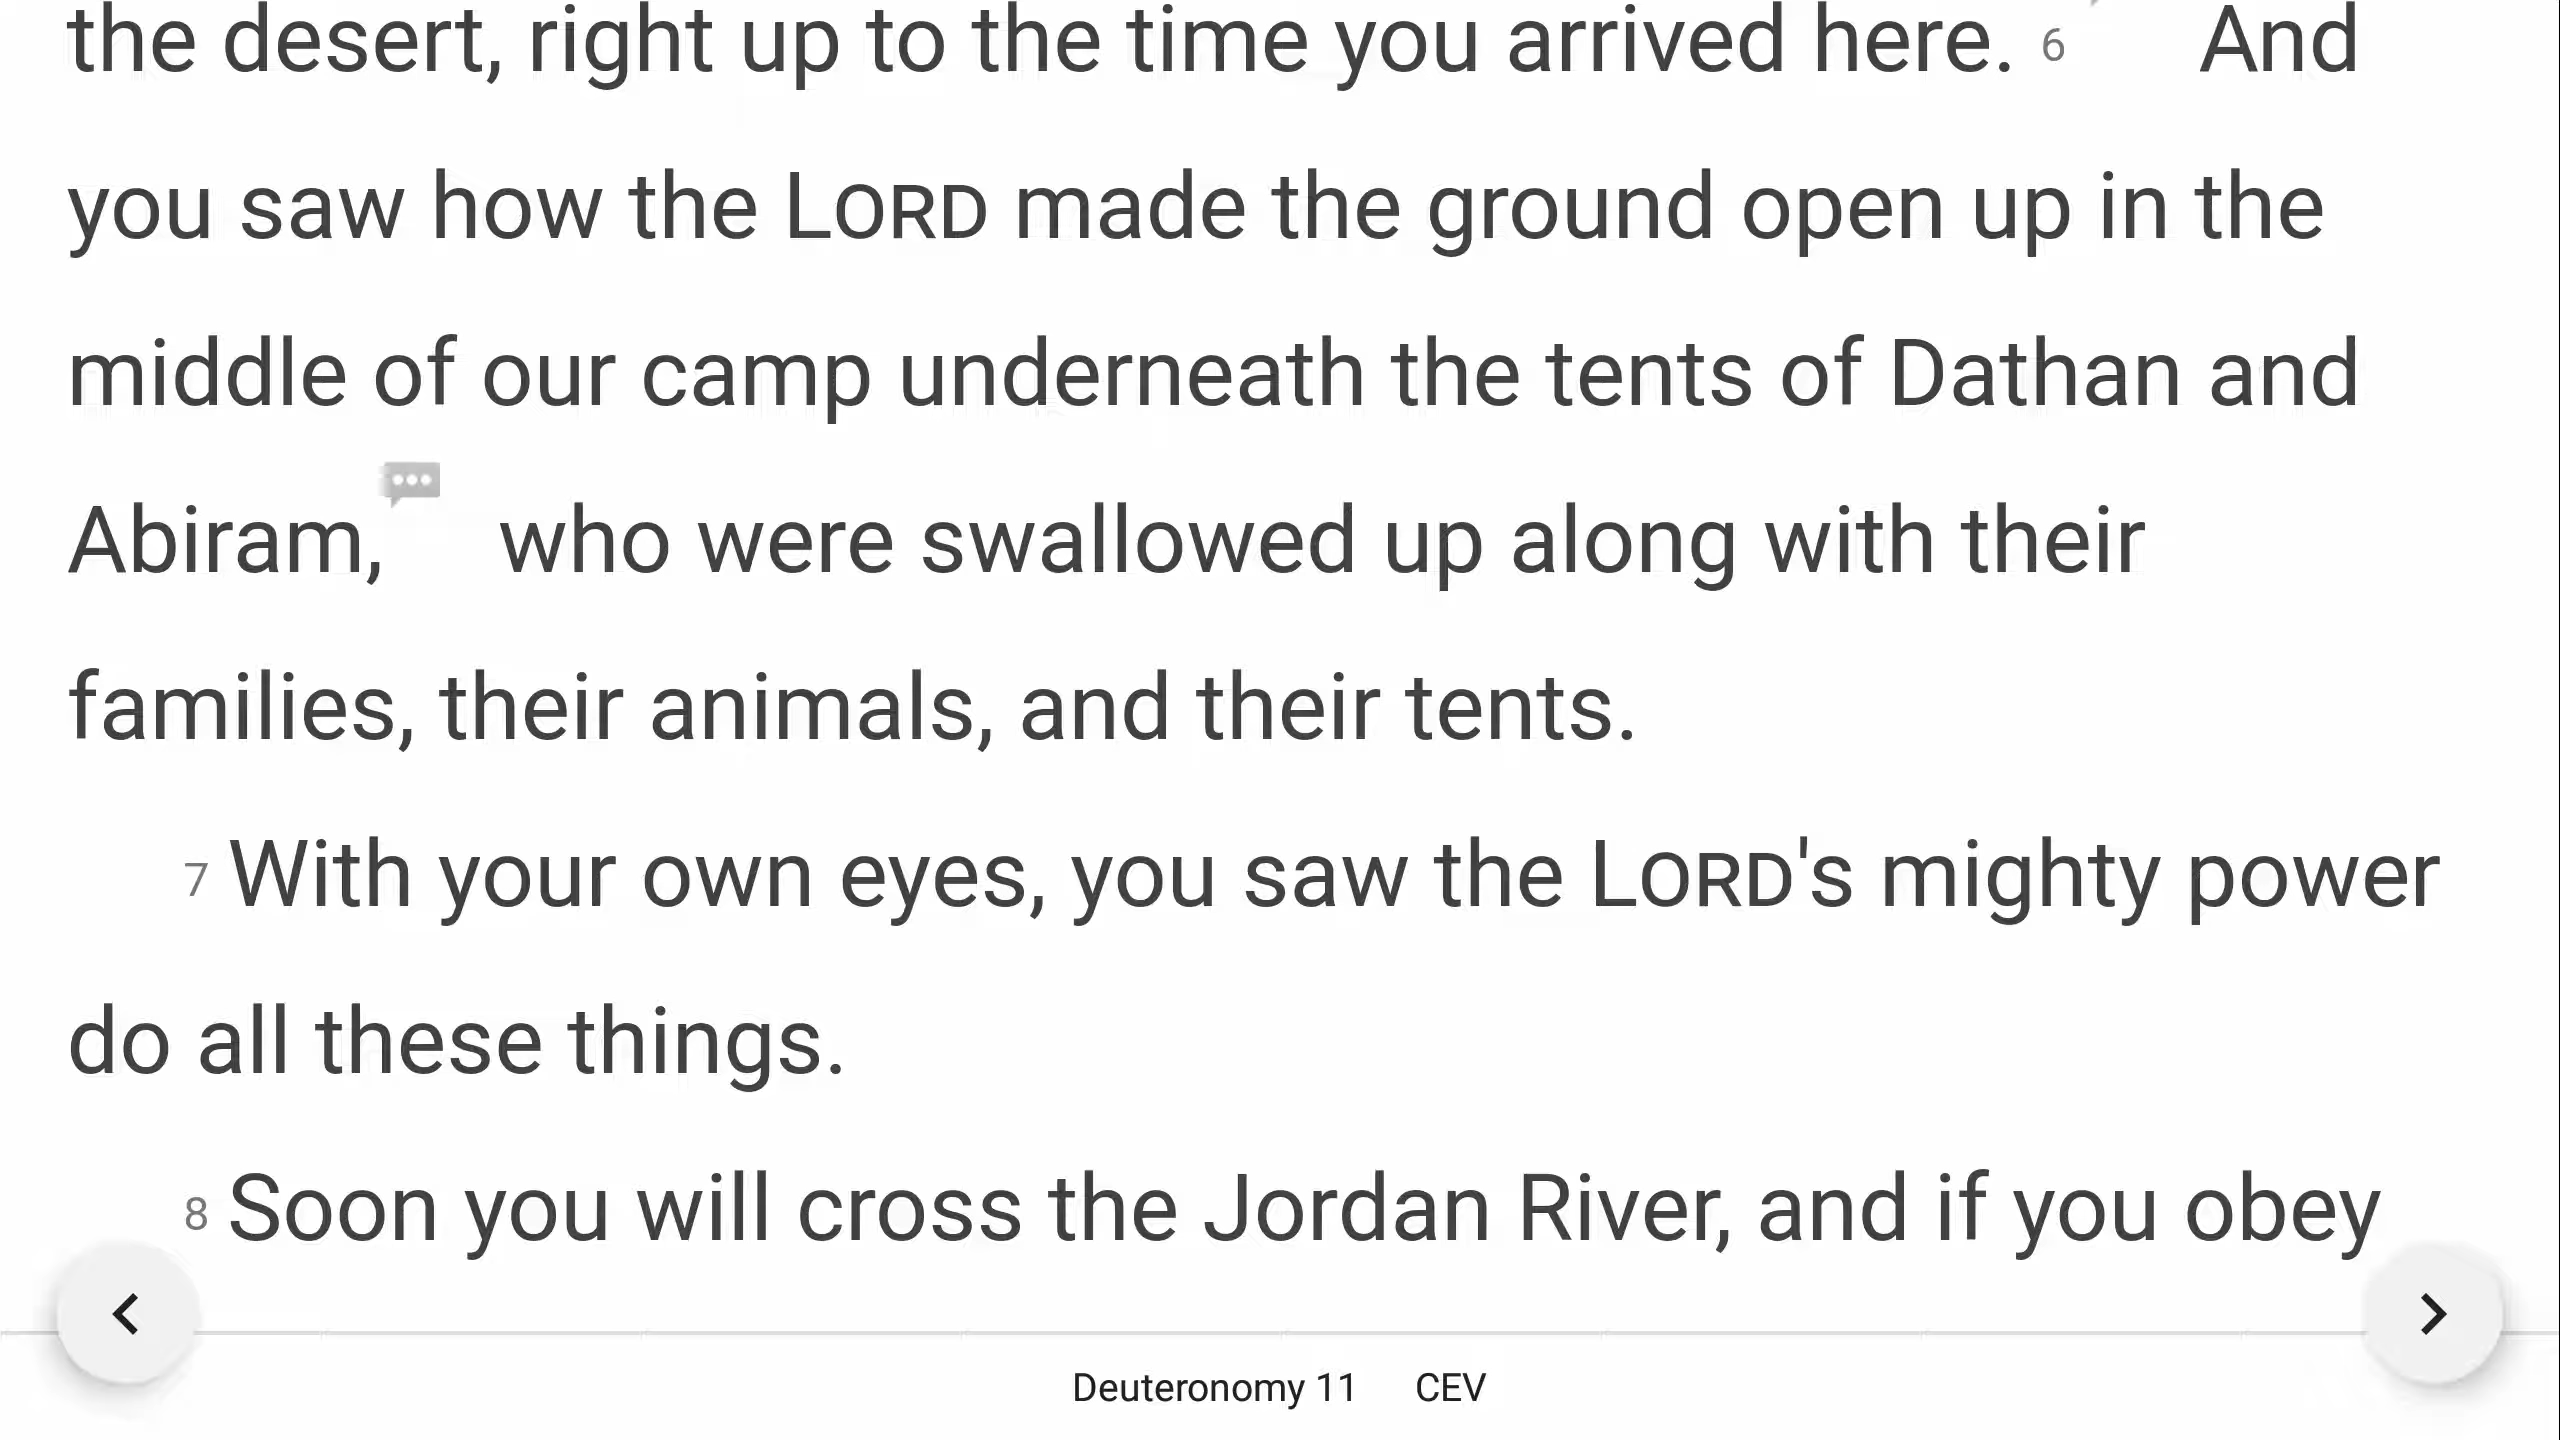 the desert, right up to the time you arrived here. 6 And
you saw how the LORD made the ground open up in the
middle of our camp underneath the tents of Dathan and
Abiram, who were swallowed up along with their
families, their animals, and their tents.
7 With your own eyes, you saw the LORD's mighty power
do all these things.
8 Soon you will cross the Jordan River, and if you obey
Deuteronomy 11 CEV